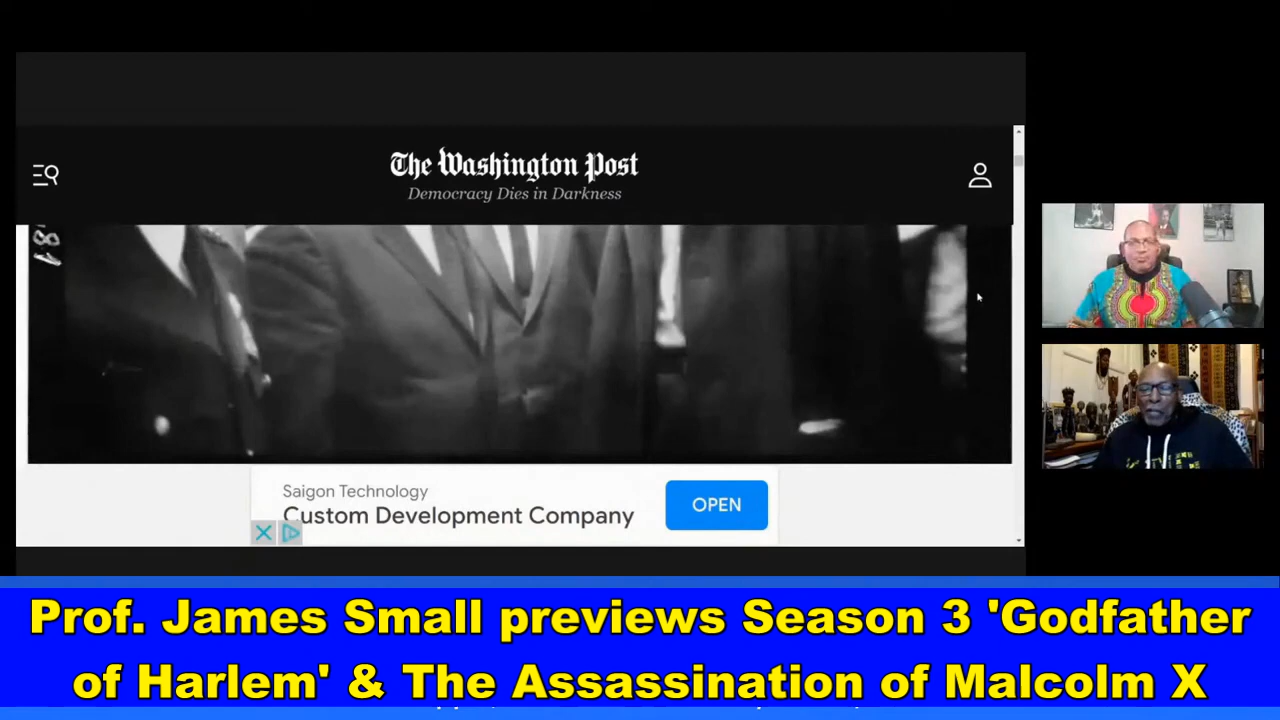 The Washington Post
Democracy Dies in Darkness
Saigon Technology
Custom Development Company
OPEN
Prof. James Small previews Season 3 'Godfather
of Harlem' & The Assassination of Malcolm X